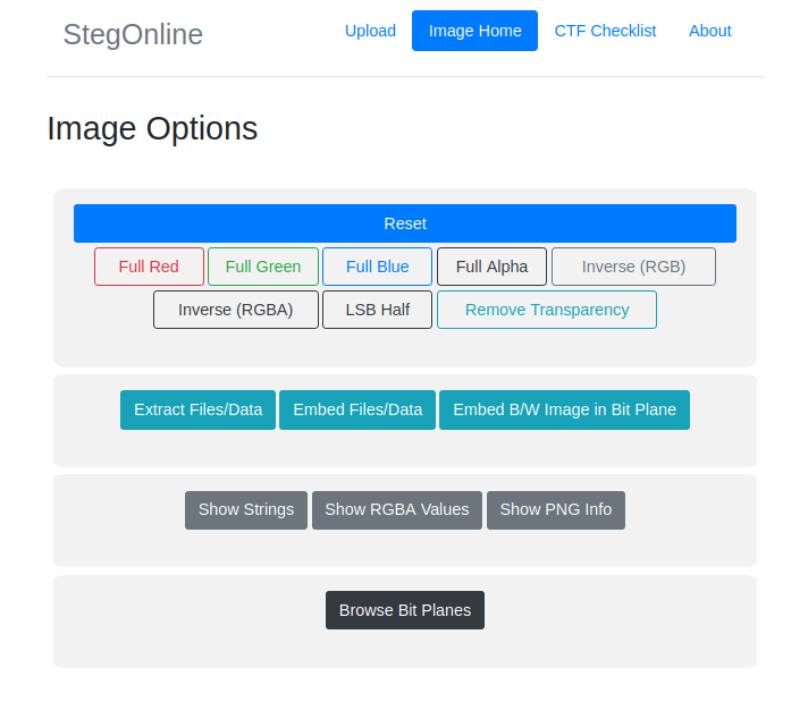 StegOnline Upload Image Home CTF Checklist About
Image Options
Reset
Full Red Full Green Full Blue Full Alpha Inverse (RGB)
Inverse (RGBA) LSB Half Remove Transparency
Extract Files/Data Embed Files/Data Embed B/W Image in Bit Plane
Show Strings Show RGBA Values Show PNG Info
Browse Bit Planes